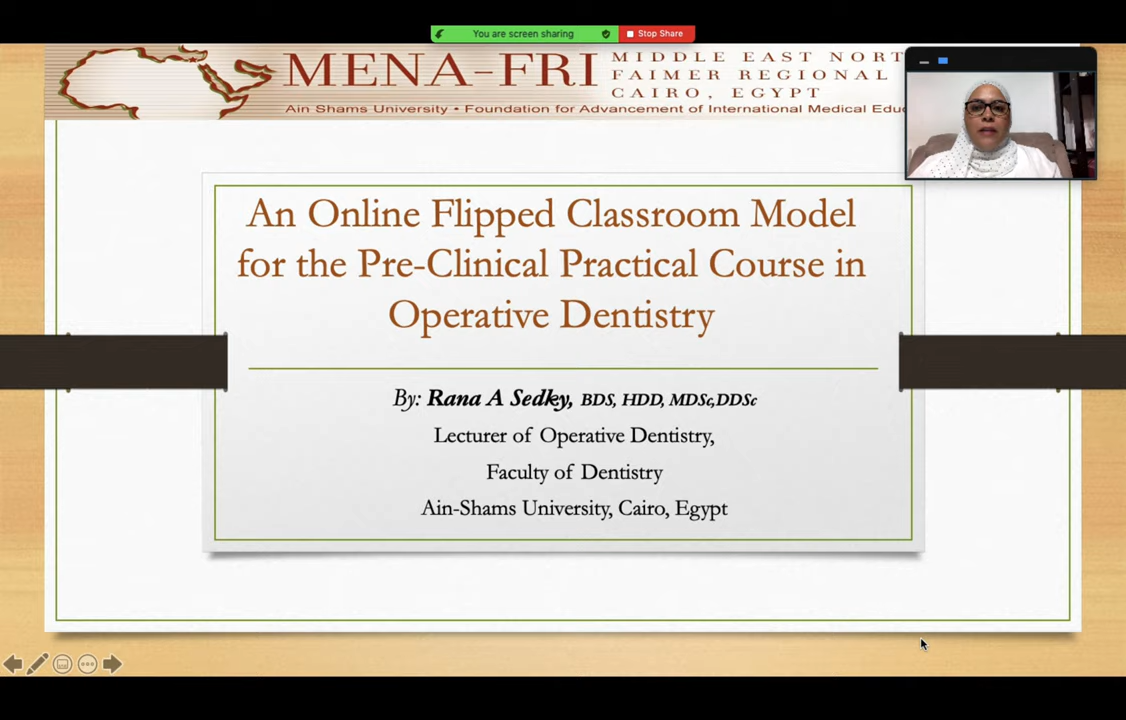 You are screen sharing
Stop Share
MENA-FRI
MIDDLE EAST NORT
FAIMER REGIONAL
CAIRO, EGYPT
Ain Shams University • Foundation for Advancement of International Medical Educ
An Online Flipped Classroom Model
for the Pre-Clinical Practical Course in
Operative Dentistry
By: Rana A Sedky, BDS, HDD, MDSc,DDSc
Lecturer of Operative Dentistry,
Faculty of Dentistry
Ain-Shams University, Cairo, Egypt